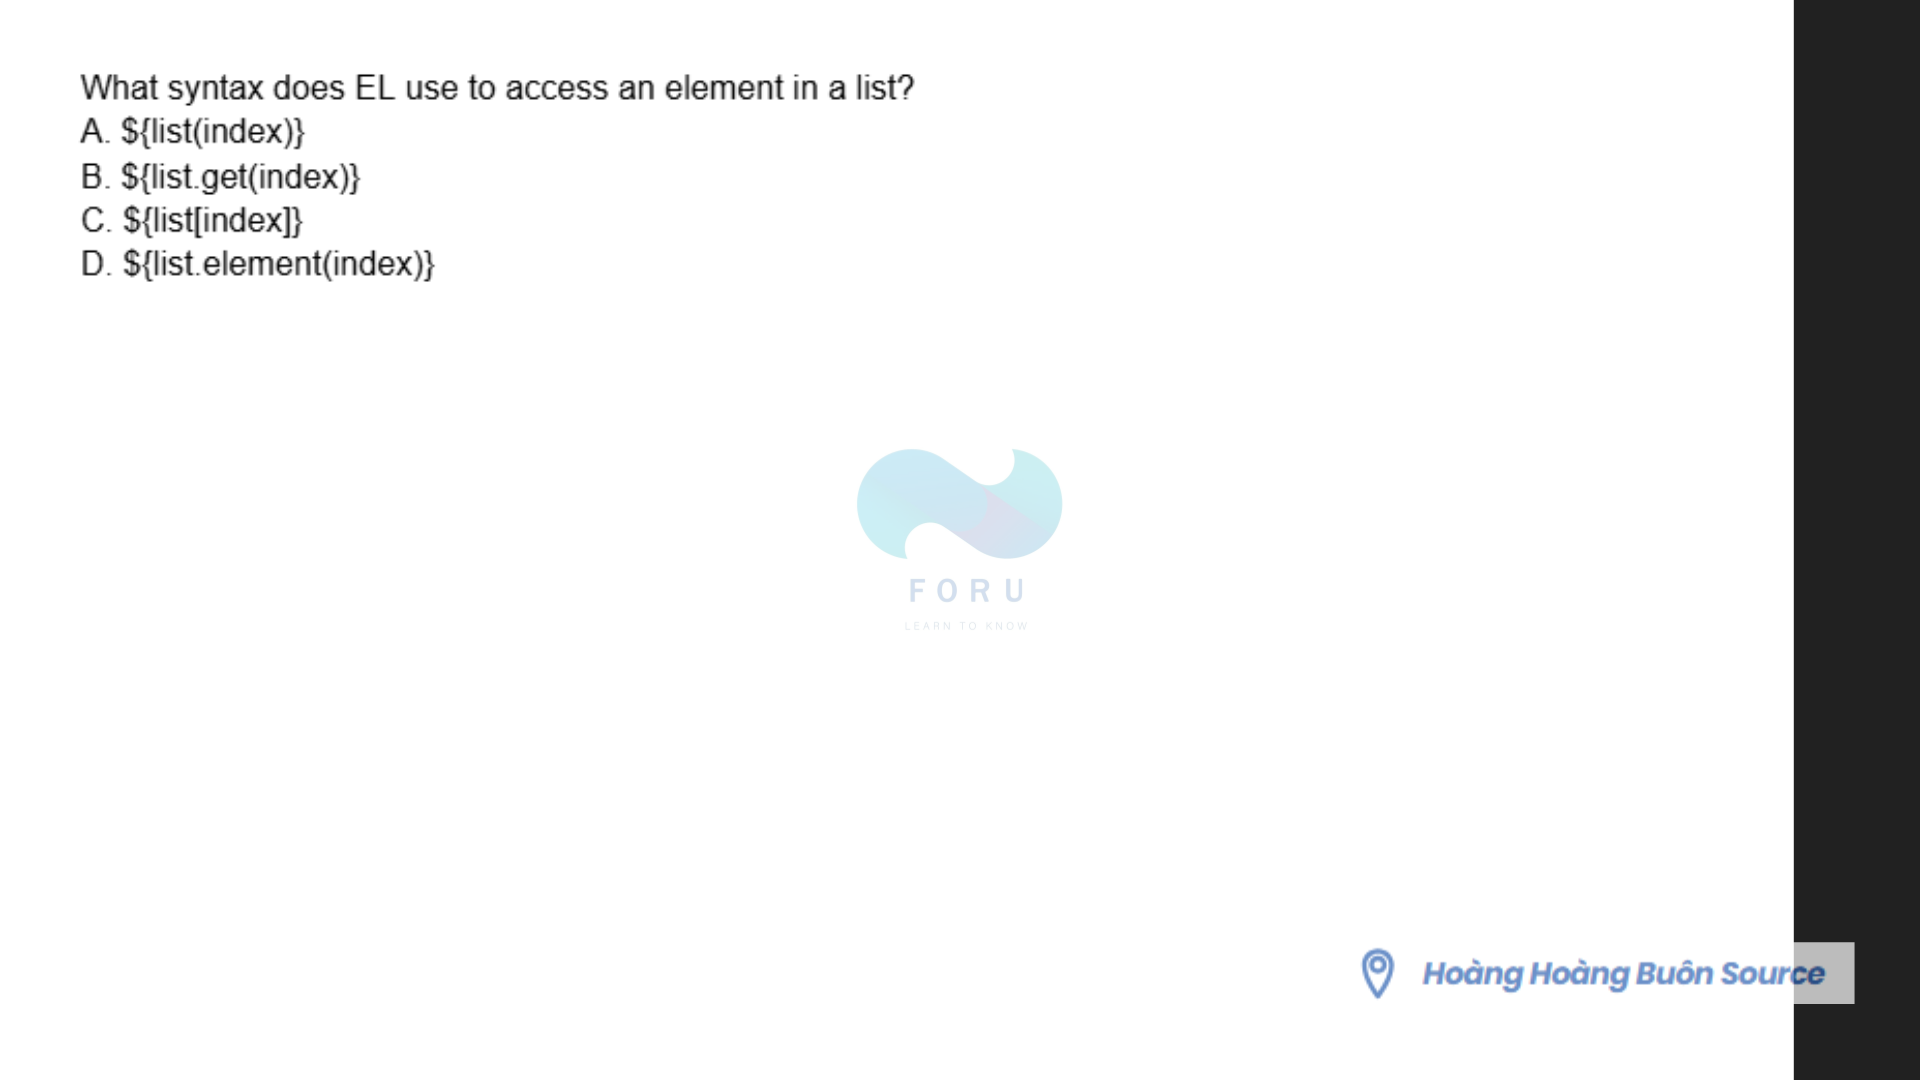 What syntax does EL use to access an element in a list?
A. ${list(index)}
B. ${list.get(index)}
C. ${list[index]}
D. ${list.element(index)}
FORU
LEARN TO KNOW
Hoàng Hoàng Buôn Source